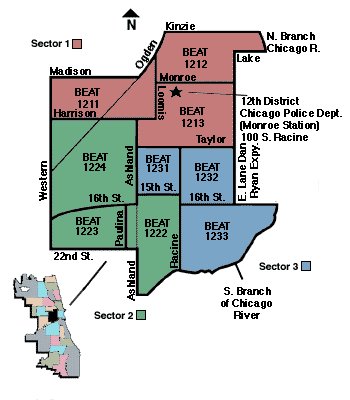 Kinzie
N
N. Branch
Chicago R.
Sector 1
Ogden
BEAT
1212
Lake
Madison
Monroe
BEAT
1211
Loomis
Harrison
BEAT
1213
12th District
Chicago Police Dept.
(Monroe Station)
100 S. Racine
Taylor
BEAT
1224
Ashland
BEAT
1231
BEAT
1232
E. Lane Dan
Ryan Expy.
Western
15th St.
16th St.
16th St.
BEAT
1223
Paulina
BEAT
1222
Racine
BEAT
1233
22nd St.
Ashland
Sector 3
S. Branch
of Chicago
River
Sector 2